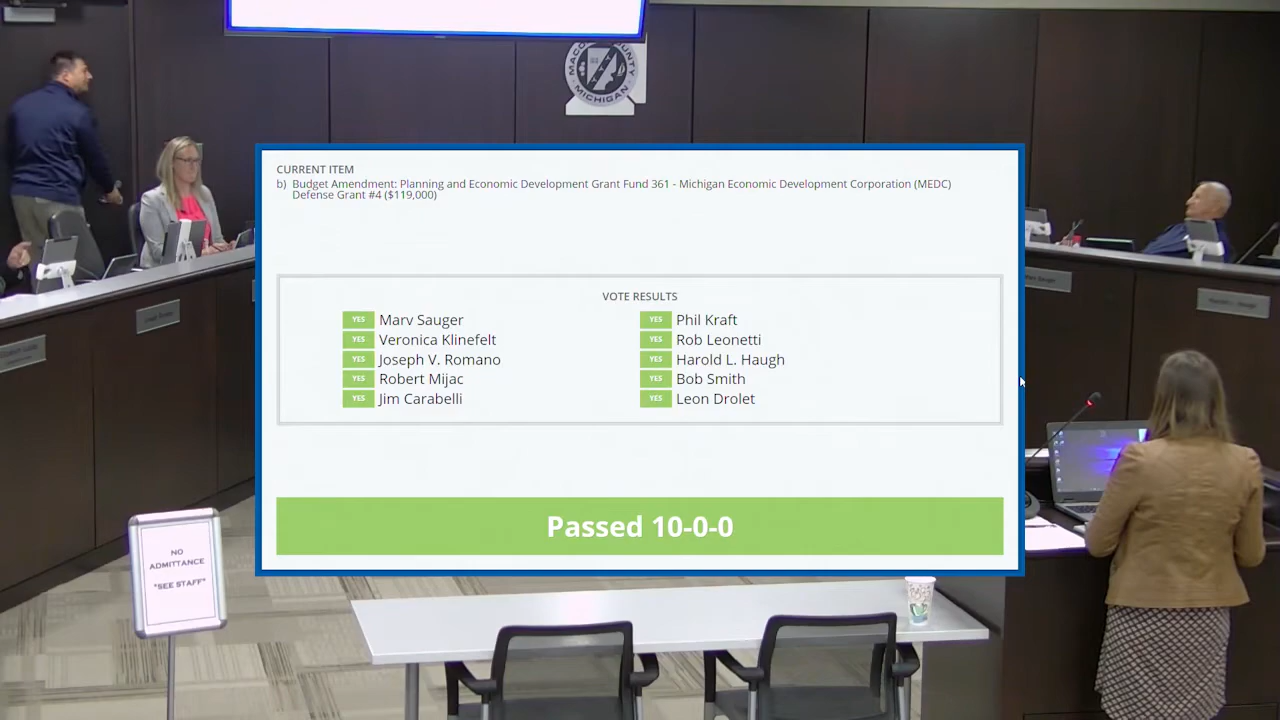 MACOMB COUNTY
MICHIGAN
CURRENT ITEM
b) Budget Amendment: Planning and Economic Development Grant Fund 361 - Michigan Economic Development Corporation (MEDC)
Defense Grant #4 ($119,000)
VOTE RESULTS
YES Marv Sauger
YES Veronica Klinefelt
YES Joseph V. Romano
YES Robert Mijac
YES Jim Carabelli
YES Phil Kraft
YES Rob Leonetti
YES Harold L. Haugh
YES Bob Smith
YES Leon Drolet
Passed 10-0-0
NO
ADMITTANCE
"SEE STAFF"